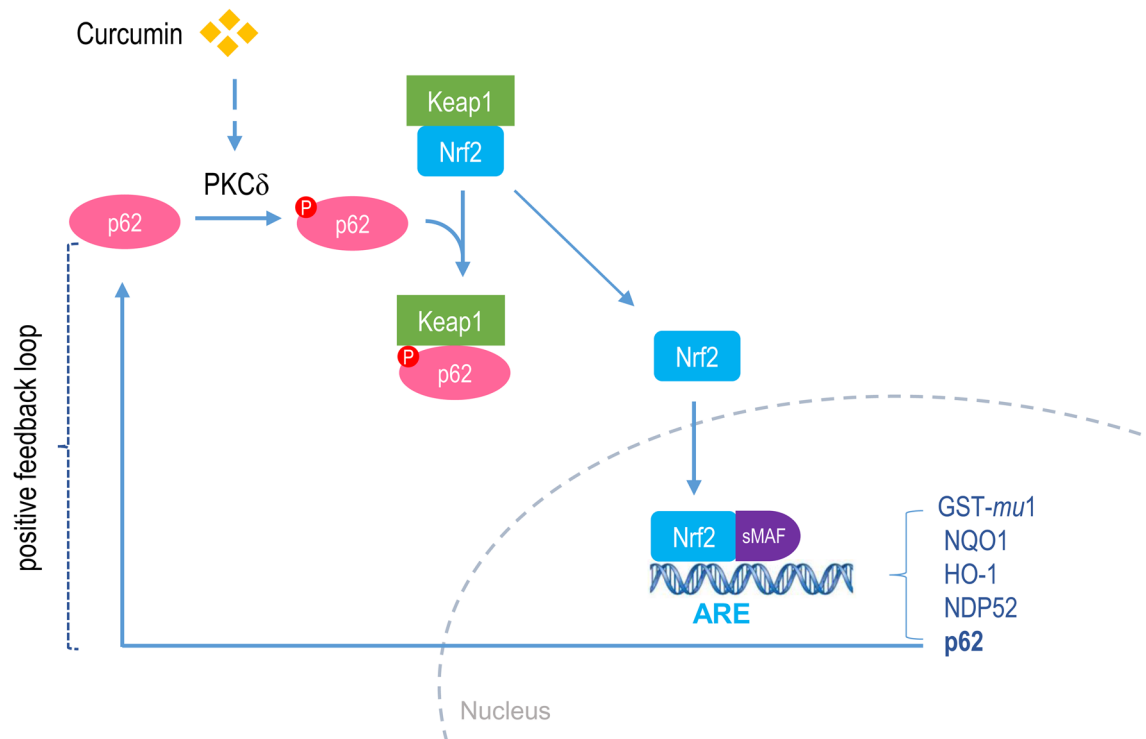 Curcumin
Keap1
Nrf2
PKCδ
p62
P
p62
Keap1
P
p62
Nrf2
positive feedback loop
Nrf2
sMAF
ARE
GST-mu1
NQO1
HO-1
NDP52
p62
Nucleus